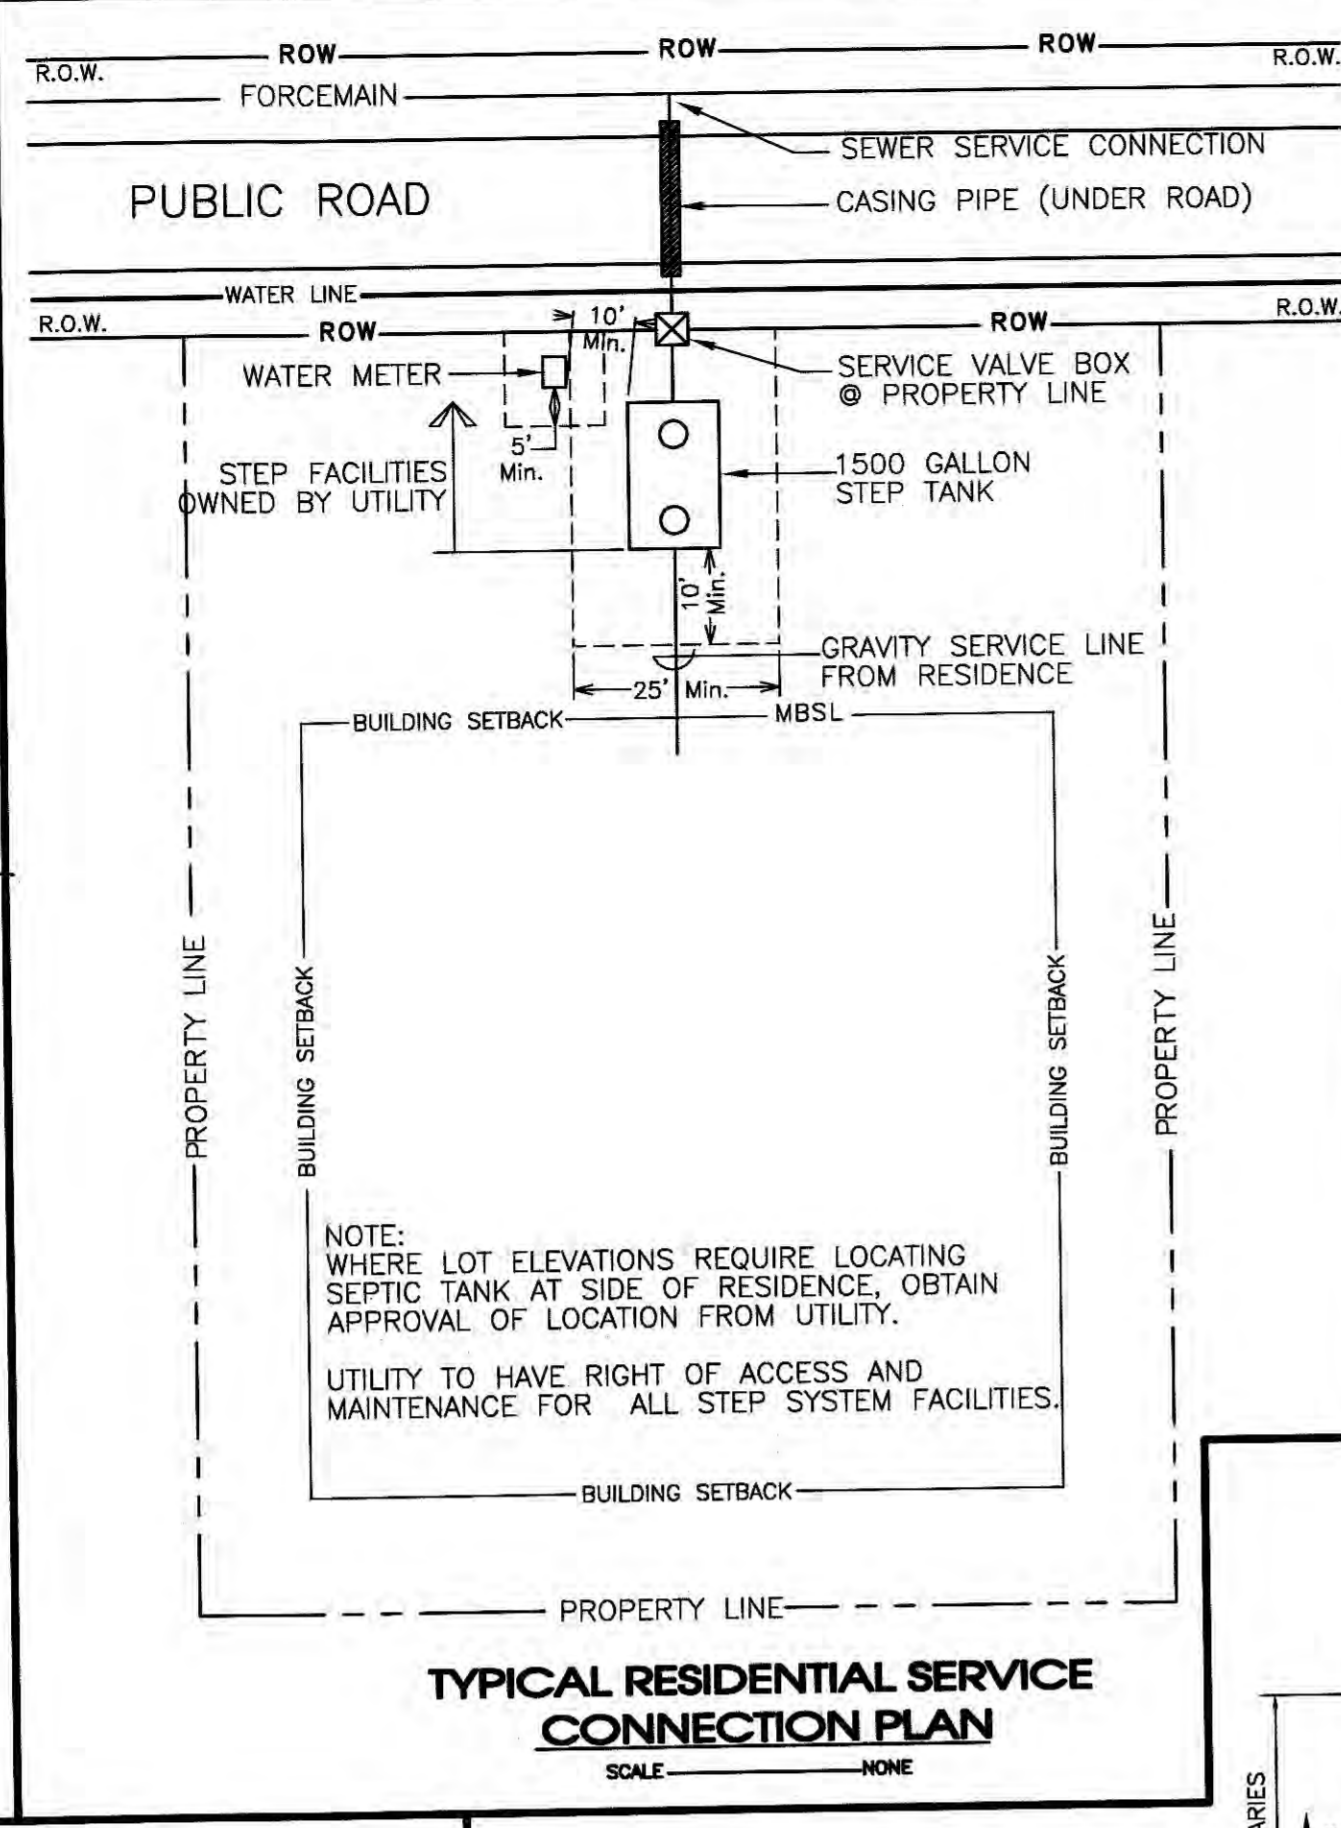 ROW ROW ROW
R.O.W. R.O.W.
FORCEMAIN
SEWER SERVICE CONNECTION
PUBLIC ROAD
CASING PIPE (UNDER ROAD)
WATER LINE
R.O.W. R.O.W.
ROW ROW
10'
Min.
WATER METER
SERVICE VALVE BOX
@ PROPERTY LINE
5'
Min.
STEP FACILITIES
OWNED BY UTILITY
1500 GALLON
STEP TANK
10'
Min.
GRAVITY SERVICE LINE
FROM RESIDENCE
25' Min.
BUILDING SETBACK MBSL
PROPERTY LINE
BUILDING SETBACK
BUILDING SETBACK
PROPERTY LINE
NOTE:
WHERE LOT ELEVATIONS REQUIRE LOCATING
SEPTIC TANK AT SIDE OF RESIDENCE, OBTAIN
APPROVAL OF LOCATION FROM UTILITY.
UTILITY TO HAVE RIGHT OF ACCESS AND
MAINTENANCE FOR ALL STEP SYSTEM FACILITIES.
BUILDING SETBACK
PROPERTY LINE
TYPICAL RESIDENTIAL SERVICE
CONNECTION PLAN
SCALE NONE